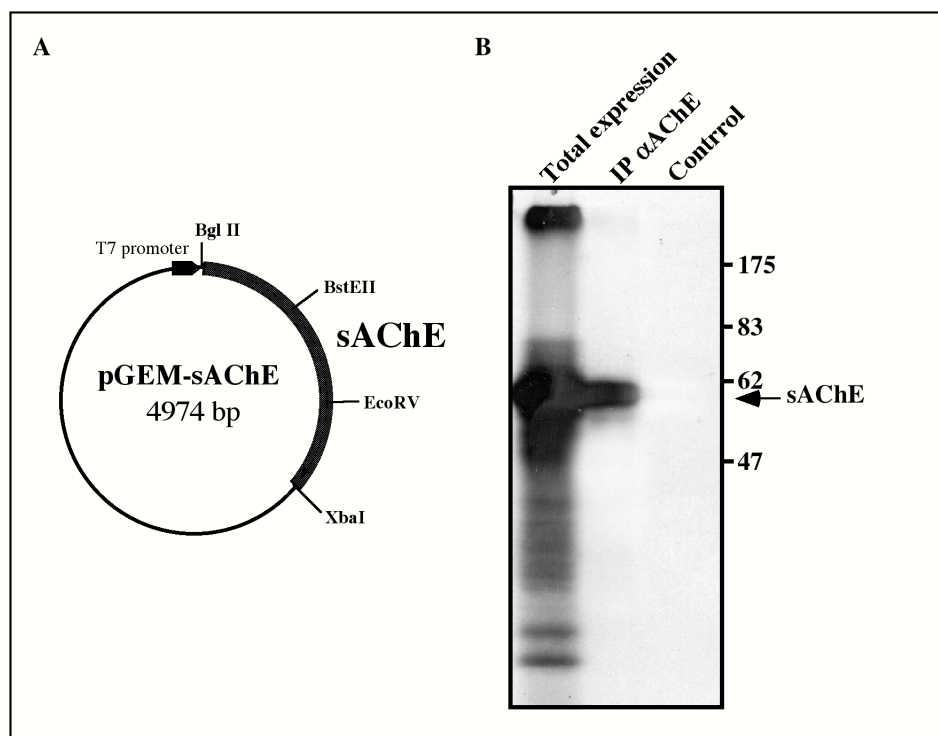 A
B
Total expression
IP αAChE
Contrrol
T7 promoter
Bgl II
BstEII
sAChE
pGEM-sAChE
4974 bp
EcoRV
XbaI
175
83
62
sAChE
47